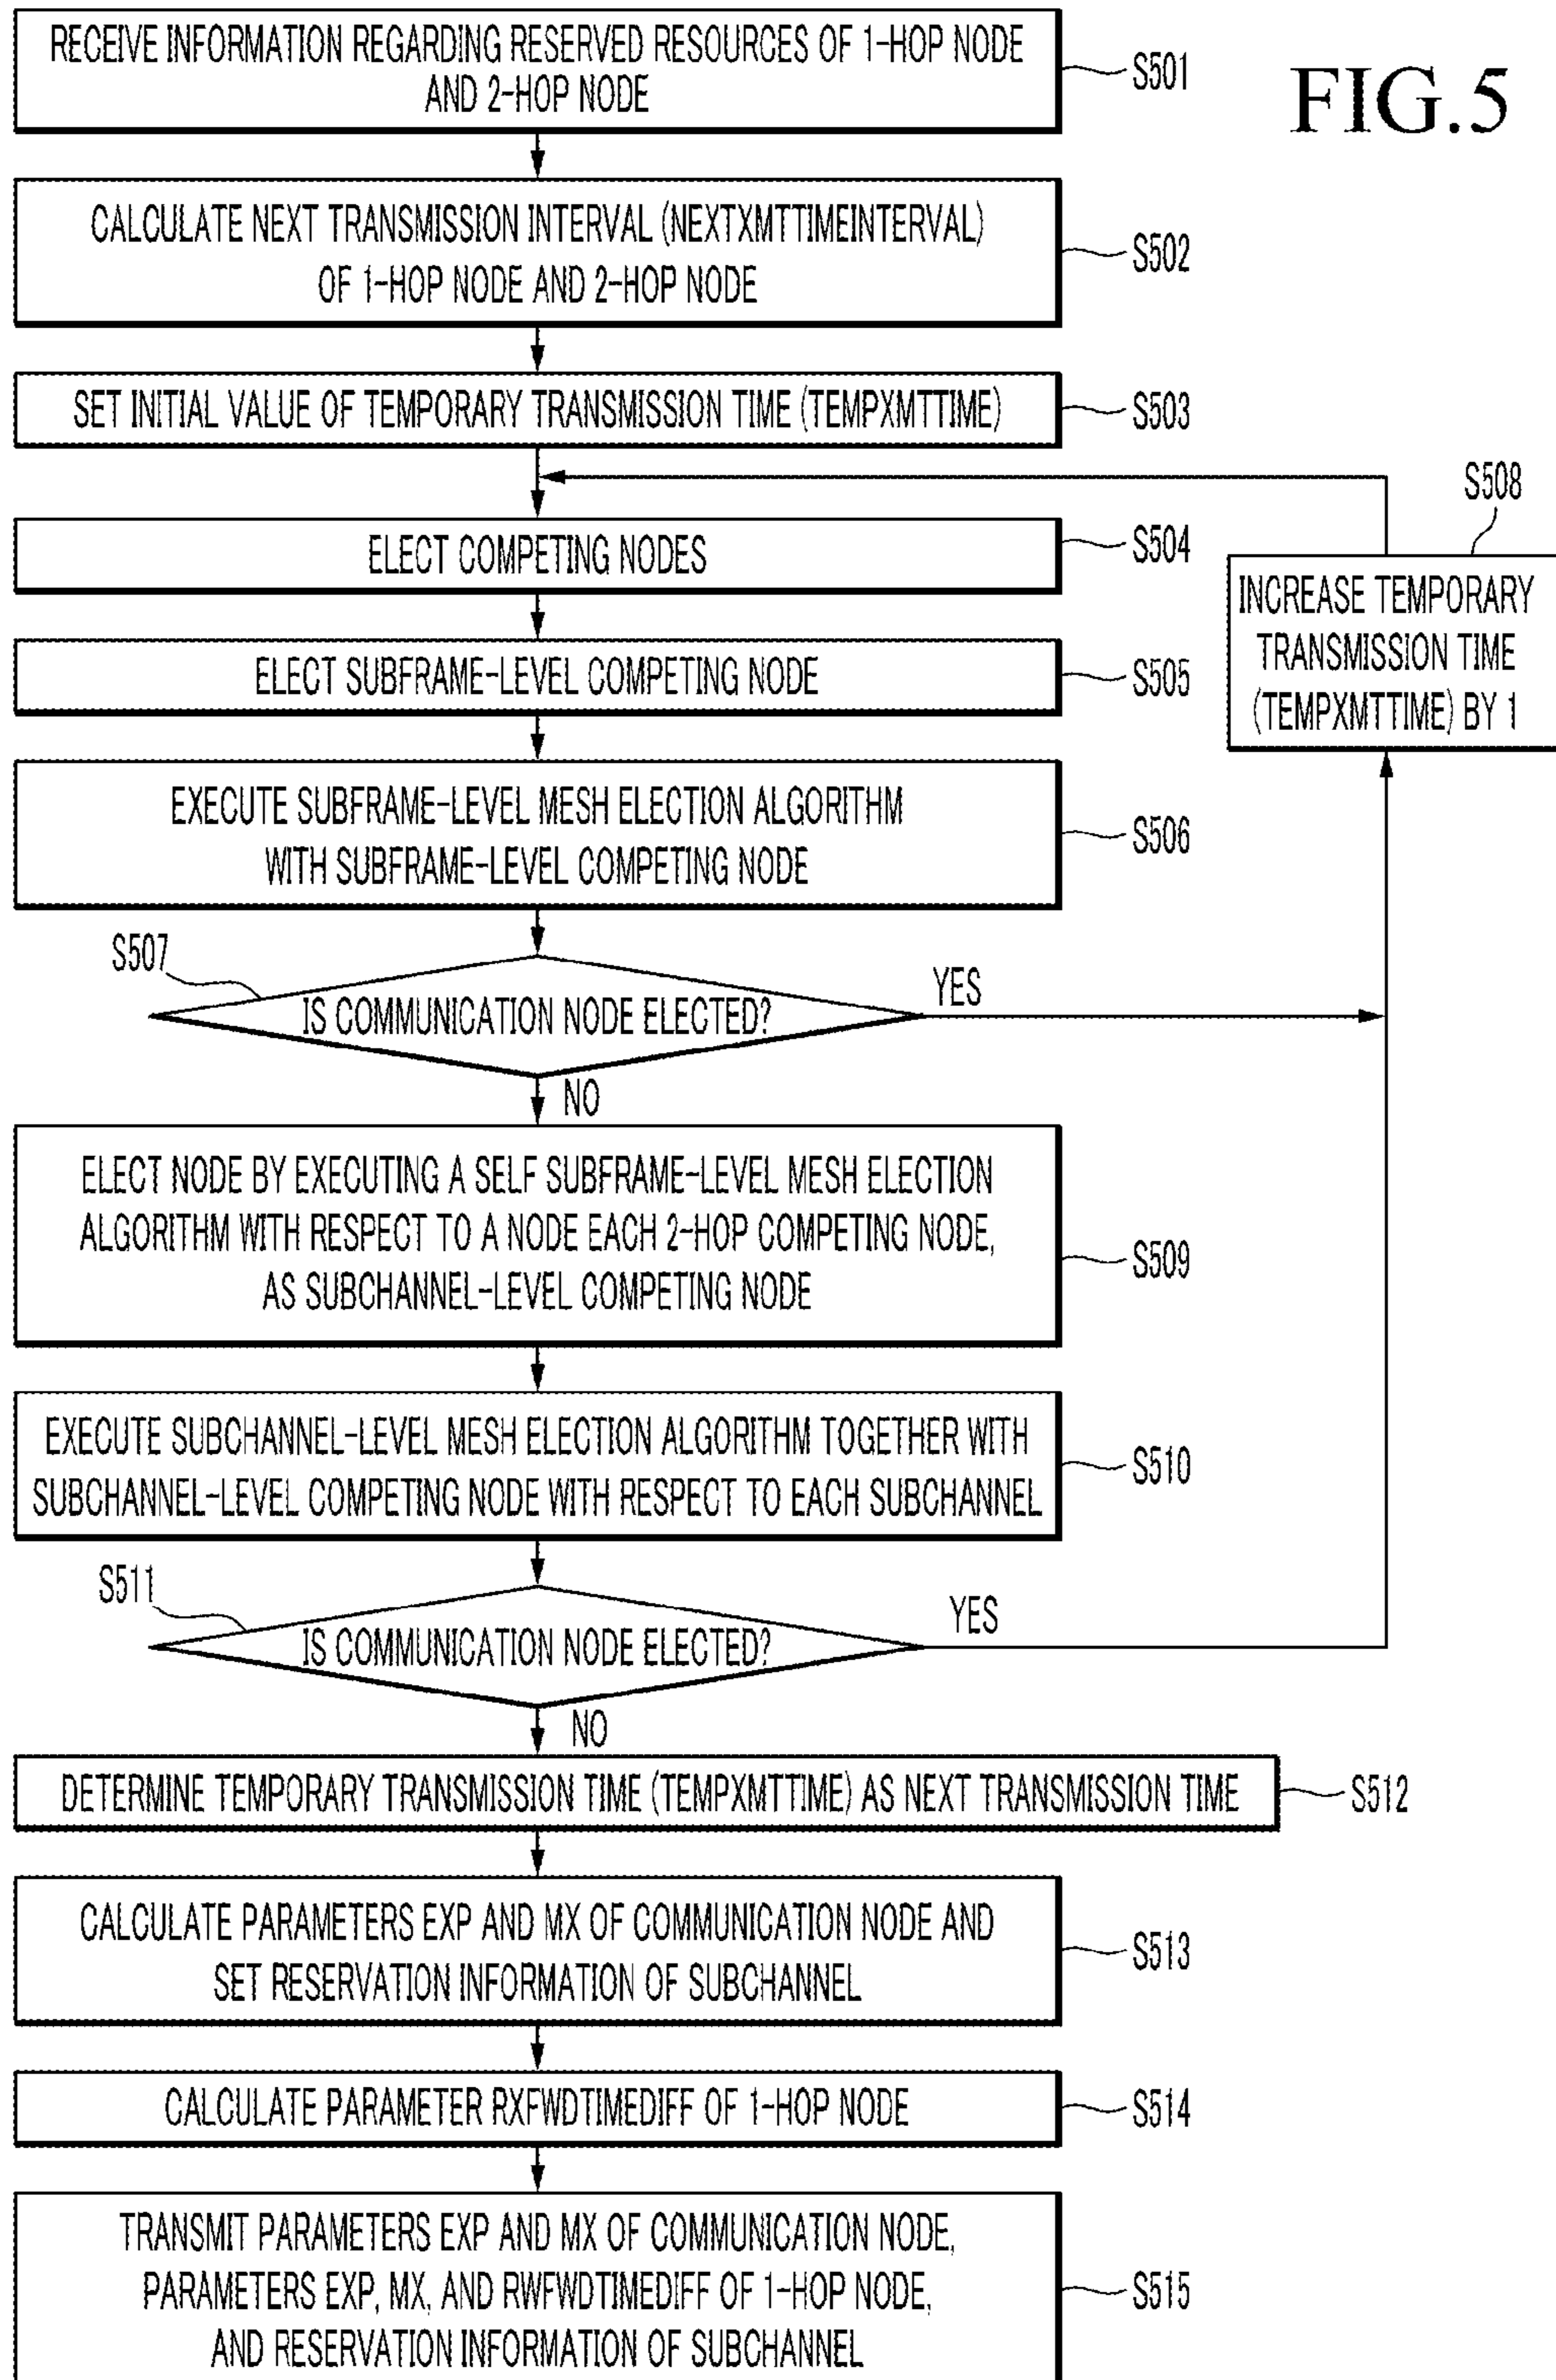 FIG.5
RECEIVE INFORMATION REGARDING RESERVED RESOURCES OF 1-HOP NODE
AND 2-HOP NODE
S501
CALCULATE NEXT TRANSMISSION INTERVAL (NEXTXMTTIMEINTERVAL)
OF 1-HOP NODE AND 2-HOP NODE
S502
SET INITIAL VALUE OF TEMPORARY TRANSMISSION TIME (TEMPXMTTIME)
S503
ELECT COMPETING NODES
S504
ELECT SUBFRAME-LEVEL COMPETING NODE
S505
EXECUTE SUBFRAME-LEVEL MESH ELECTION ALGORITHM
WITH SUBFRAME-LEVEL COMPETING NODE
S506
S507
IS COMMUNICATION NODE ELECTED?
YES
NO
S508
INCREASE TEMPORARY
TRANSMISSION TIME
(TEMPXMTTIME) BY 1
ELECT NODE BY EXECUTING A SELF SUBFRAME-LEVEL MESH ELECTION
ALGORITHM WITH RESPECT TO A NODE EACH 2-HOP COMPETING NODE,
AS SUBCHANNEL-LEVEL COMPETING NODE
S509
EXECUTE SUBCHANNEL-LEVEL MESH ELECTION ALGORITHM TOGETHER WITH
SUBCHANNEL-LEVEL COMPETING NODE WITH RESPECT TO EACH SUBCHANNEL
S510
S511
IS COMMUNICATION NODE ELECTED?
YES
NO
DETERMINE TEMPORARY TRANSMISSION TIME (TEMPXMTTIME) AS NEXT TRANSMISSION TIME
S512
CALCULATE PARAMETERS EXP AND MX OF COMMUNICATION NODE AND
SET RESERVATION INFORMATION OF SUBCHANNEL
S513
CALCULATE PARAMETER RXFWDTIMEDIFF OF 1-HOP NODE
S514
TRANSMIT PARAMETERS EXP AND MX OF COMMUNICATION NODE,
PARAMETERS EXP, MX, AND RWFWDTIMEDIFF OF 1-HOP NODE,
AND RESERVATION INFORMATION OF SUBCHANNEL
S515